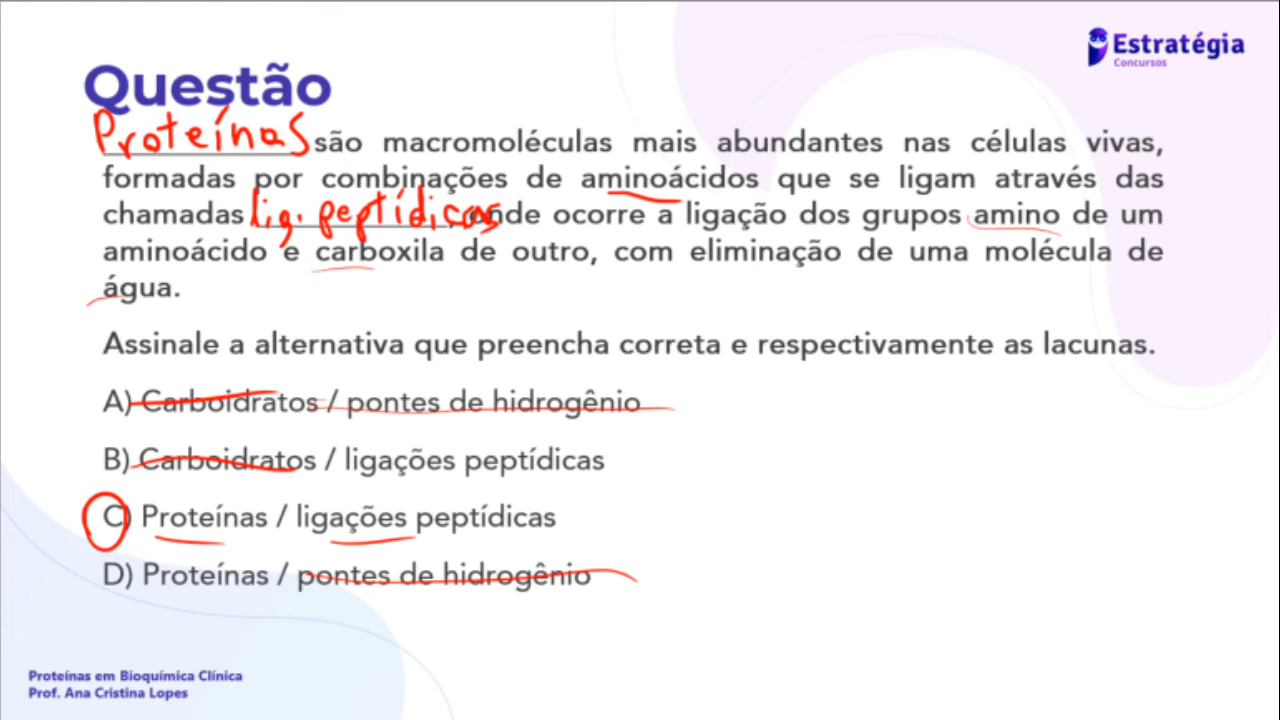 Estratégia
Concursos
Questão
Proteínas são macromoléculas mais abundantes nas células vivas,
formadas por combinações de aminoácidos que se ligam através das
chamadas lig. peptídicas, onde ocorre a ligação dos grupos amino de um
aminoácido e carboxila de outro, com eliminação de uma molécula de
água.
Assinale a alternativa que preencha correta e respectivamente as lacunas.
A) Carboidratos / pontes de hidrogênio
B) Carboidratos / ligações peptídicas
C) Proteínas / ligações peptídicas
D) Proteínas / pontes de hidrogênio
Proteínas em Bioquímica Clínica
Prof. Ana Cristina Lopes